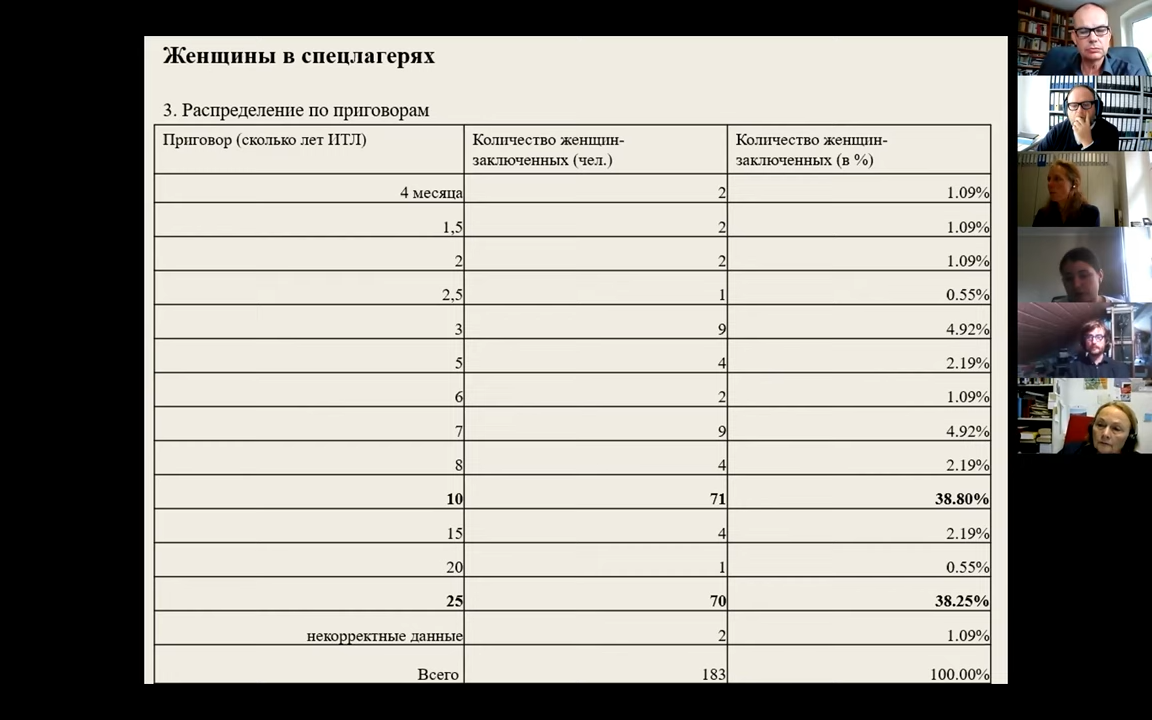 Женщины в спецлагерях
3. Распределение по приговорам
Приговор (сколько лет ИТЛ) Количество женщин- Количество женщин-
заключенных (чел.) заключенных (в %)
4 месяца 2 1.09%
1,5 2 1.09%
2 2 1.09%
2,5 1 0.55%
3 9 4.92%
5 4 2.19%
6 2 1.09%
7 9 4.92%
8 4 2.19%
10 71 38.80%
15 4 2.19%
20 1 0.55%
25 70 38.25%
некорректные данные 2 1.09%
Всего 183 100.00%